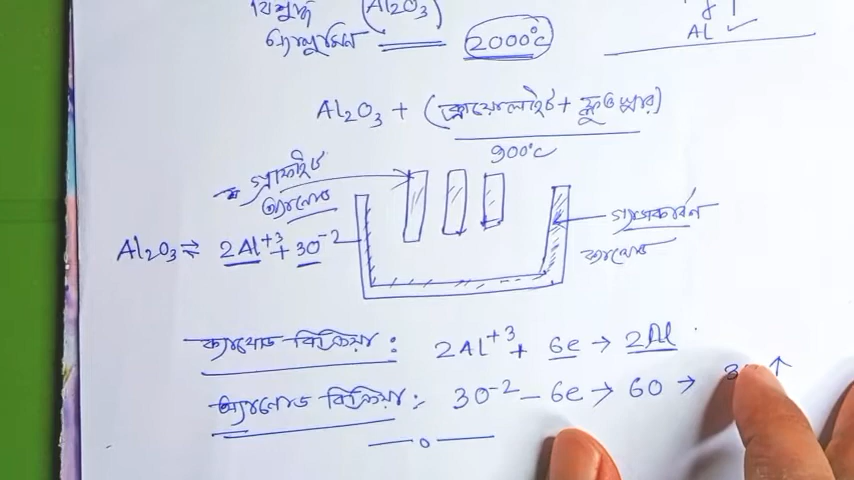 বিশুদ্ধ (Al₂O₃)
অ্যালুমিন 2000°c
Al ✓
Al₂O₃ + (ক্রায়োলাইট + ফ্লুওস্পার)
900°c
গ্রাফাইট
অ্যানোড
গ্যাসকার্বন
ক্যাথোড
Al₂O₃ ⇌ 2Al⁺³ + 3O⁻²
ক্যাথোড বিক্রিয়া : 2Al⁺³ + 6e → 2Al
অ্যানোড বিক্রিয়া : 3O⁻² − 6e → 6O →